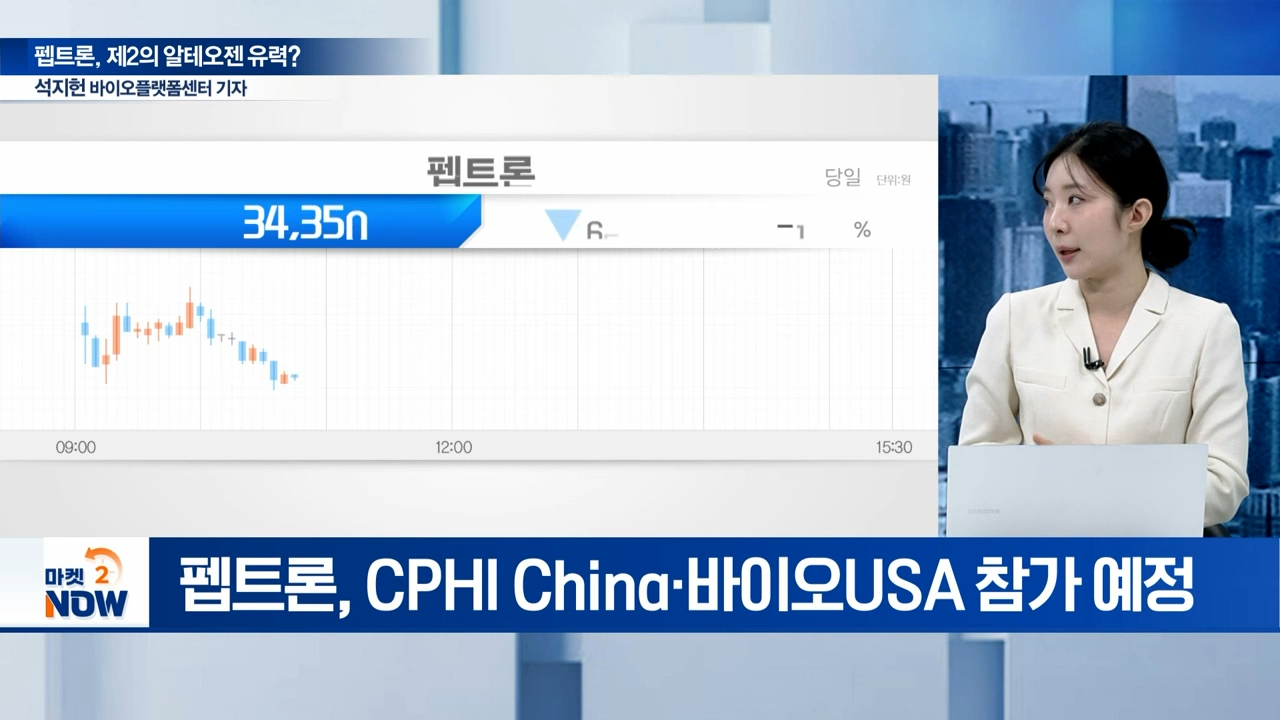 펩트론, 제2의 알테오젠 유력?
석지헌 바이오플랫폼센터 기자
펩트론
당일 단위:원
%
09:00 12:00 15:30
마켓 2
NOW
펩트론, CPHI China·바이오USA 참가 예정